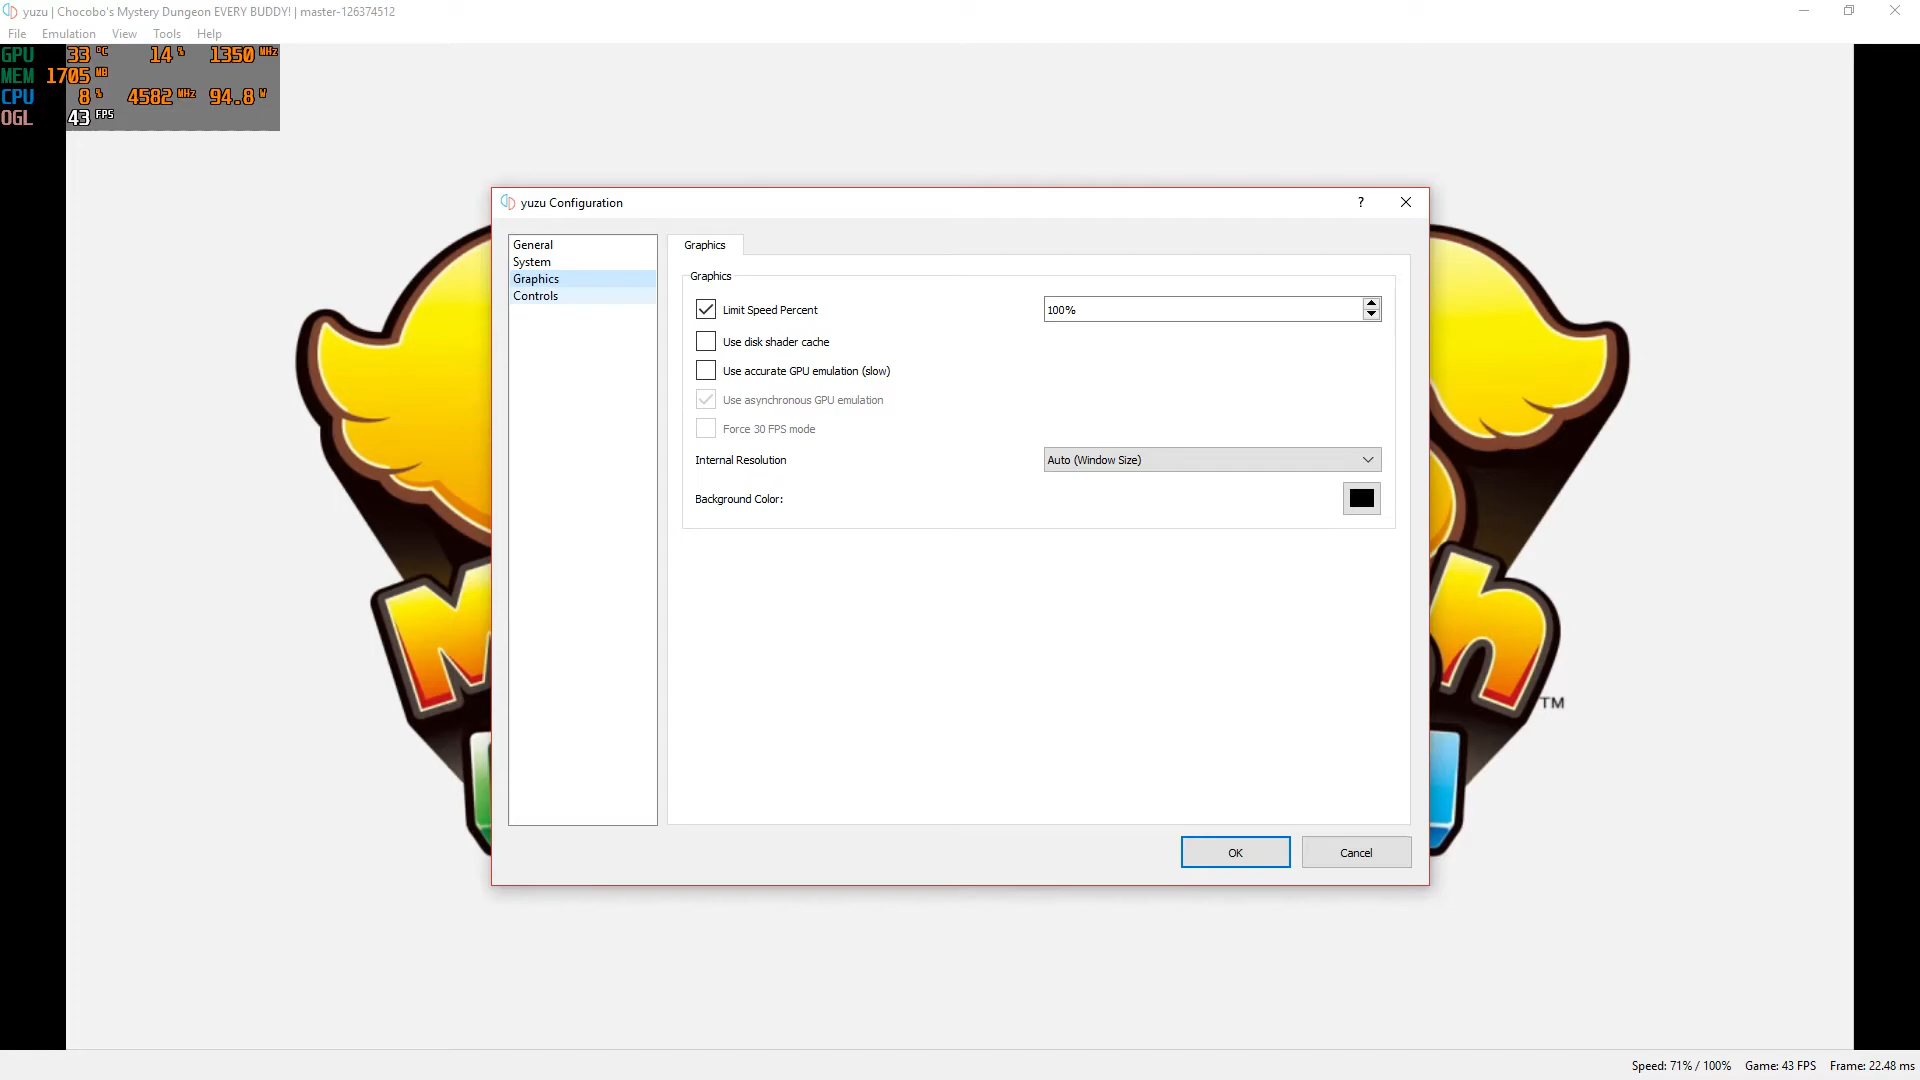 yuzu | Chocobo's Mystery Dungeon EVERY BUDDY! | master-126374512
File Emulation View Tools Help
GPU 33 °C 14 % 1350 MHz
MEM 1705 MB
CPU 8 % 4582 MHz 94.8 W
OGL 43 FPS
yuzu Configuration
?
General
System
Graphics
Controls
Graphics
Graphics
Limit Speed Percent 100%
Use disk shader cache
Use accurate GPU emulation (slow)
Use asynchronous GPU emulation
Force 30 FPS mode
Internal Resolution Auto (Window Size)
Background Color:
M h
TM
OK Cancel
Speed: 71% / 100% Game: 43 FPS Frame: 22.48 ms